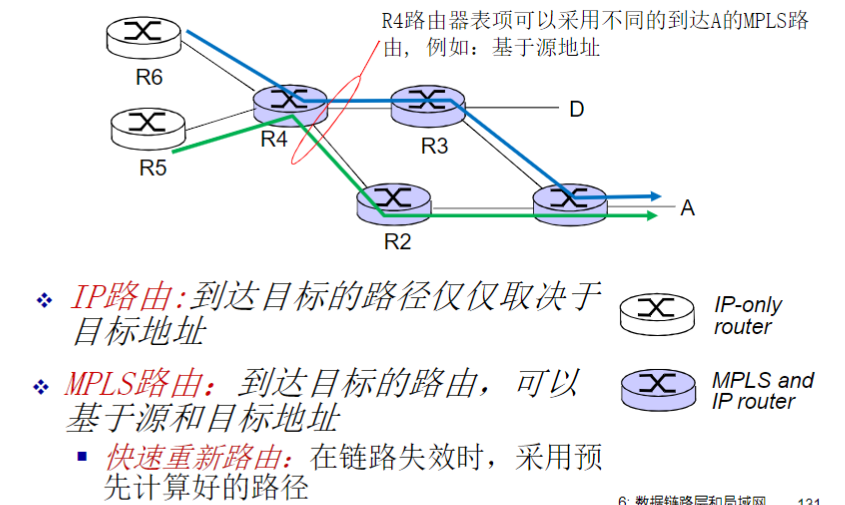 R4路由器表项可以采用不同的到达A的MPLS路
由, 例如: 基于源地址
R6
D
R4
R3
R5
A
R2
IP路由:到达目标的路径仅仅取决于
目标地址
IP-only
router
MPLS路由：到达目标的路由，可以
基于源和目标地址
MPLS and
IP router
快速重新路由：在链路失效时，采用预
先计算好的路径
6: 数据链路层和局域网 131